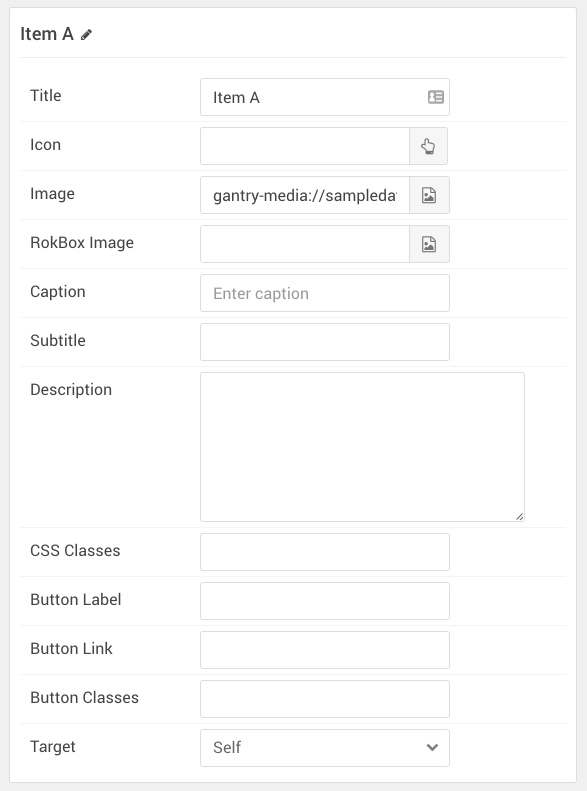 Item A
Title Item A
Icon
Image gantry-media://sampleda
RokBox Image
Caption Enter caption
Subtitle
Description
CSS Classes
Button Label
Button Link
Button Classes
Target Self